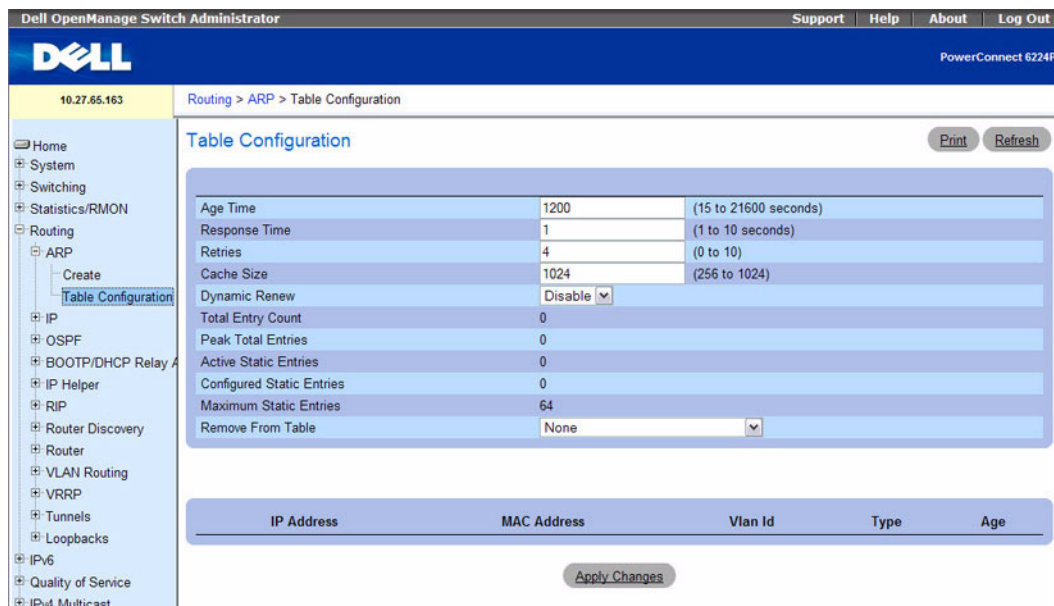 Dell OpenManage Switch Administrator
Support Help About Log Out
DELL
PowerConnect 6224P
10.27.65.163
Routing > ARP > Table Configuration
Home
System
Switching
Statistics/RMON
Routing
ARP
Create
Table Configuration
IP
OSPF
BOOTP/DHCP Relay A
IP Helper
RIP
Router Discovery
Router
VLAN Routing
VRRP
Tunnels
Loopbacks
IPv6
Quality of Service
IPv4 Multicast
Table Configuration
Print Refresh
Age Time 1200 (15 to 21600 seconds)
Response Time 1 (1 to 10 seconds)
Retries 4 (0 to 10)
Cache Size 1024 (256 to 1024)
Dynamic Renew Disable
Total Entry Count 0
Peak Total Entries 0
Active Static Entries 0
Configured Static Entries 0
Maximum Static Entries 64
Remove From Table None
IP Address MAC Address Vlan Id Type Age
Apply Changes